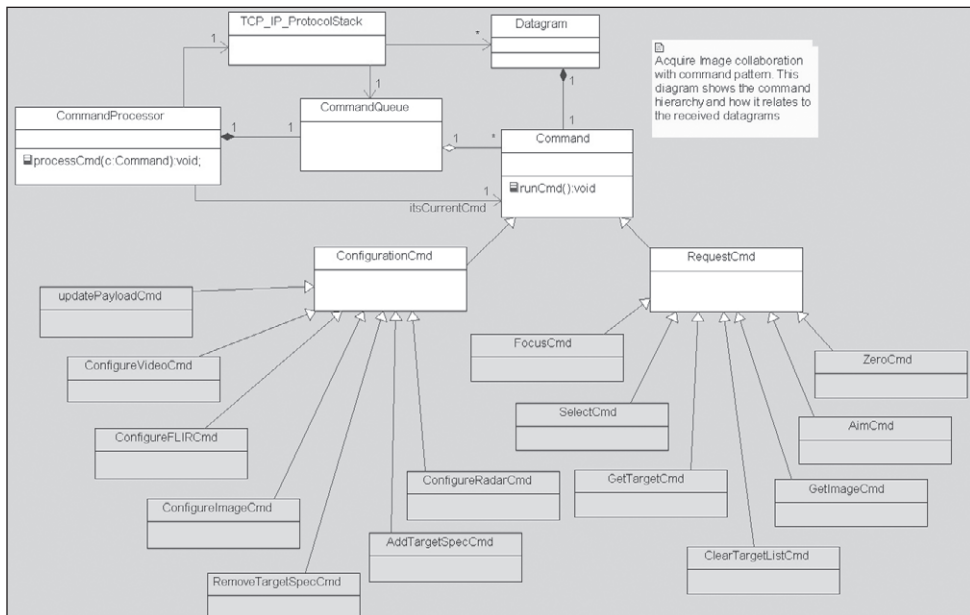 TCP_IP_ProtocolStack
Datagram
1
*
Acquire Image collaboration
with command pattern. This
diagram shows the command
hierarchy and how it relates to
the received datagrams
1
1
CommandQueue
CommandProcessor
1
1
1
*
1
Command
processCmd(c:Command):void;
1
runCmd():void
itsCurrentCmd
ConfigurationCmd
RequestCmd
updatePayloadCmd
FocusCmd
ZeroCmd
ConfigureVideoCmd
SelectCmd
AimCmd
ConfigureFLIRCmd
ConfigureRadarCmd
GetTargetCmd
GetImageCmd
ConfigureImageCmd
AddTargetSpecCmd
ClearTargetListCmd
RemoveTargetSpecCmd